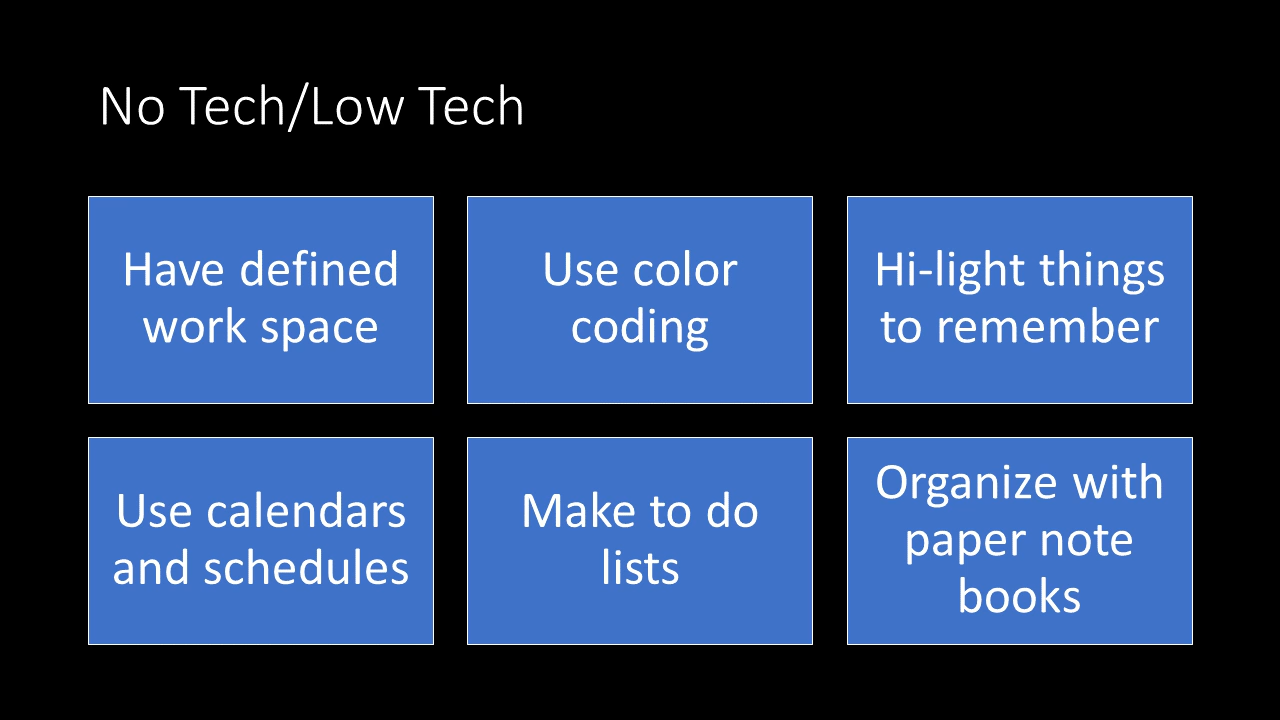 No Tech/Low Tech
Have defined
work space
Use color
coding
Hi-light things
to remember
Use calendars
and schedules
Make to do
lists
Organize with
paper note
books